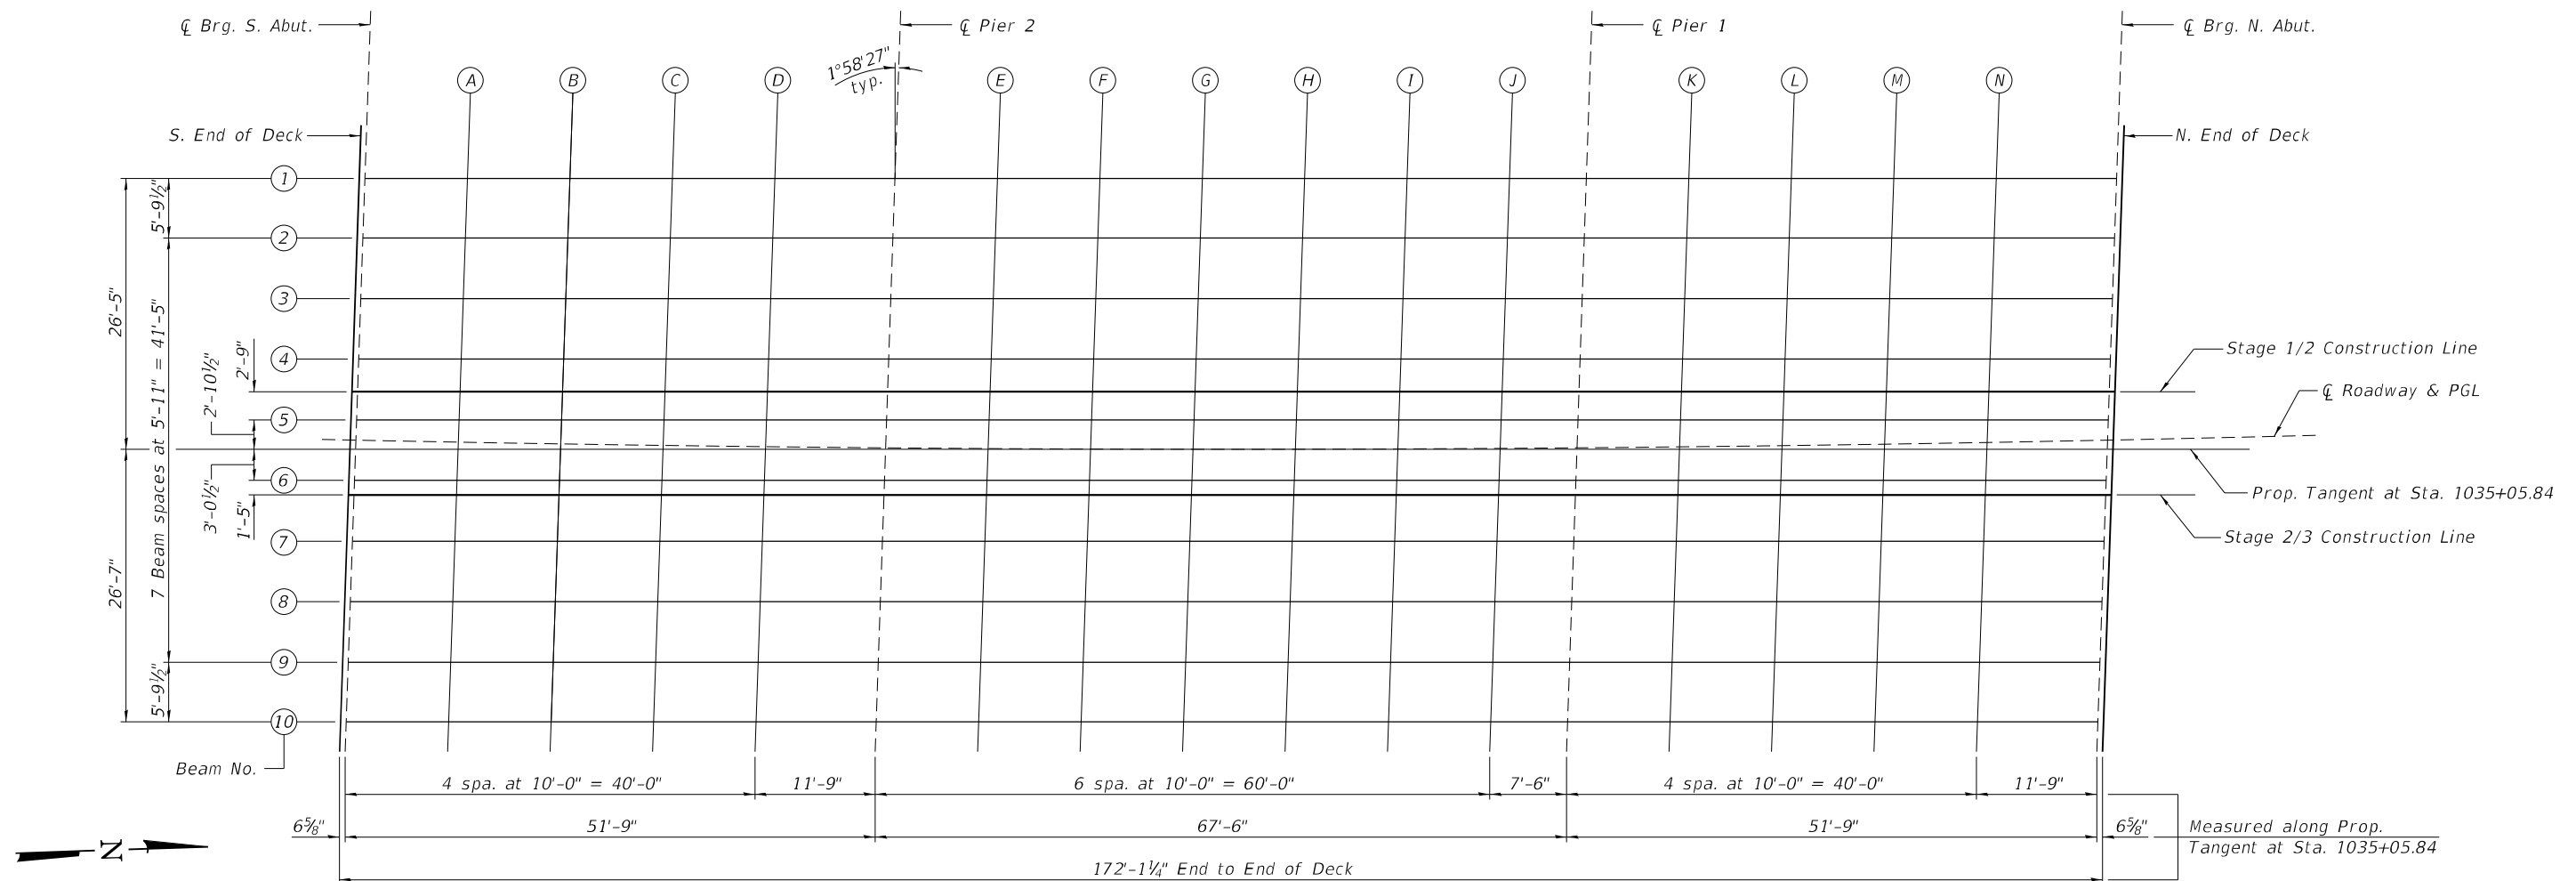 ℄ Brg. S. Abut.
℄ Pier 2
℄ Pier 1
℄ Brg. N. Abut.
1°58'27"
typ.
A
B
C
D
E
F
G
H
I
J
K
L
M
N
S. End of Deck
N. End of Deck
1
2
3
4
5
6
7
8
9
10
Beam No.
26'-5"
26'-7"
5'-9½"
7 Beam spaces at 5'-11" = 41'-5"
5'-9½"
2'-10½"
2'-9"
3'-0½"
1'-5"
Stage 1/2 Construction Line
℄ Roadway & PGL
Prop. Tangent at Sta. 1035+05.84
Stage 2/3 Construction Line
4 spa. at 10'-0" = 40'-0"
11'-9"
6 spa. at 10'-0" = 60'-0"
7'-6"
4 spa. at 10'-0" = 40'-0"
11'-9"
6⅝"
51'-9"
67'-6"
51'-9"
6⅝"
Measured along Prop.
Tangent at Sta. 1035+05.84
172'-1¼" End to End of Deck
N